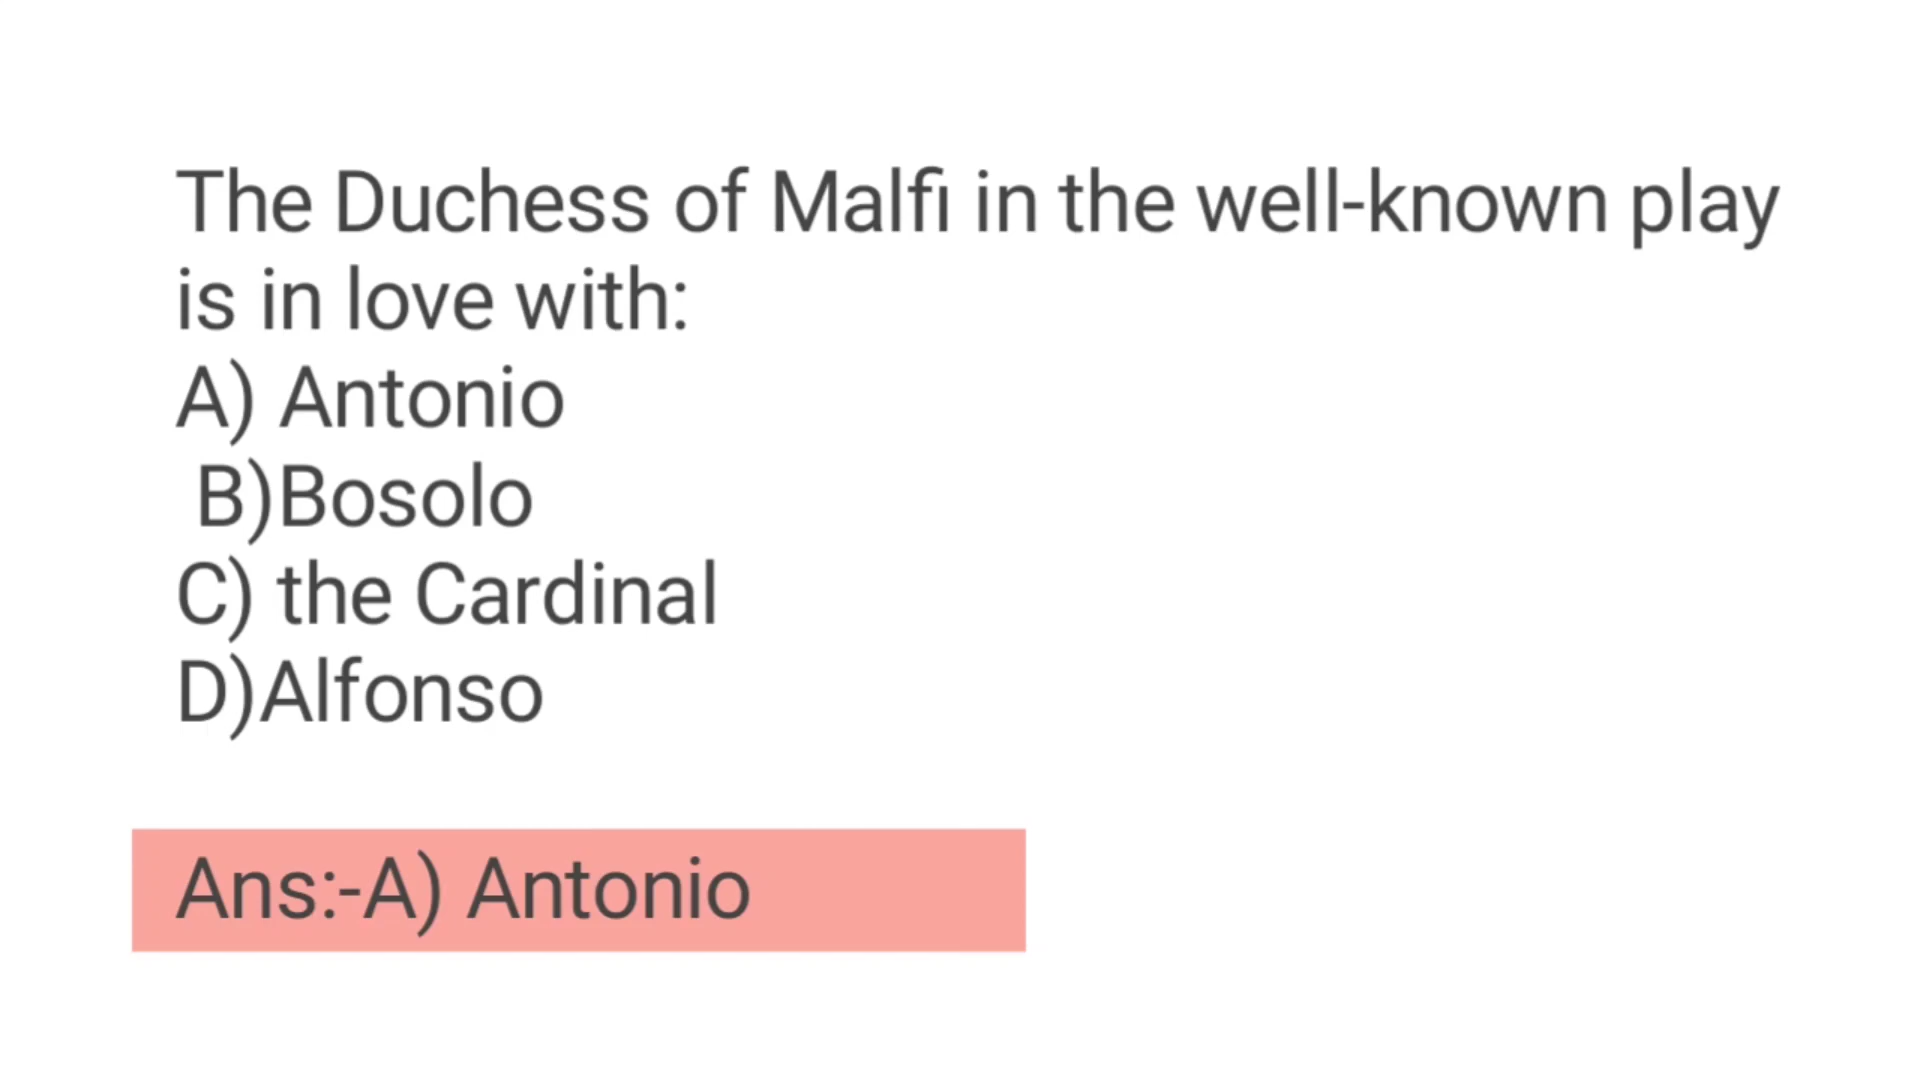 The Duchess of Malfi in the well-known play
is in love with:
A) Antonio
B)Bosolo
C) the Cardinal
D)Alfonso
Ans:-A) Antonio